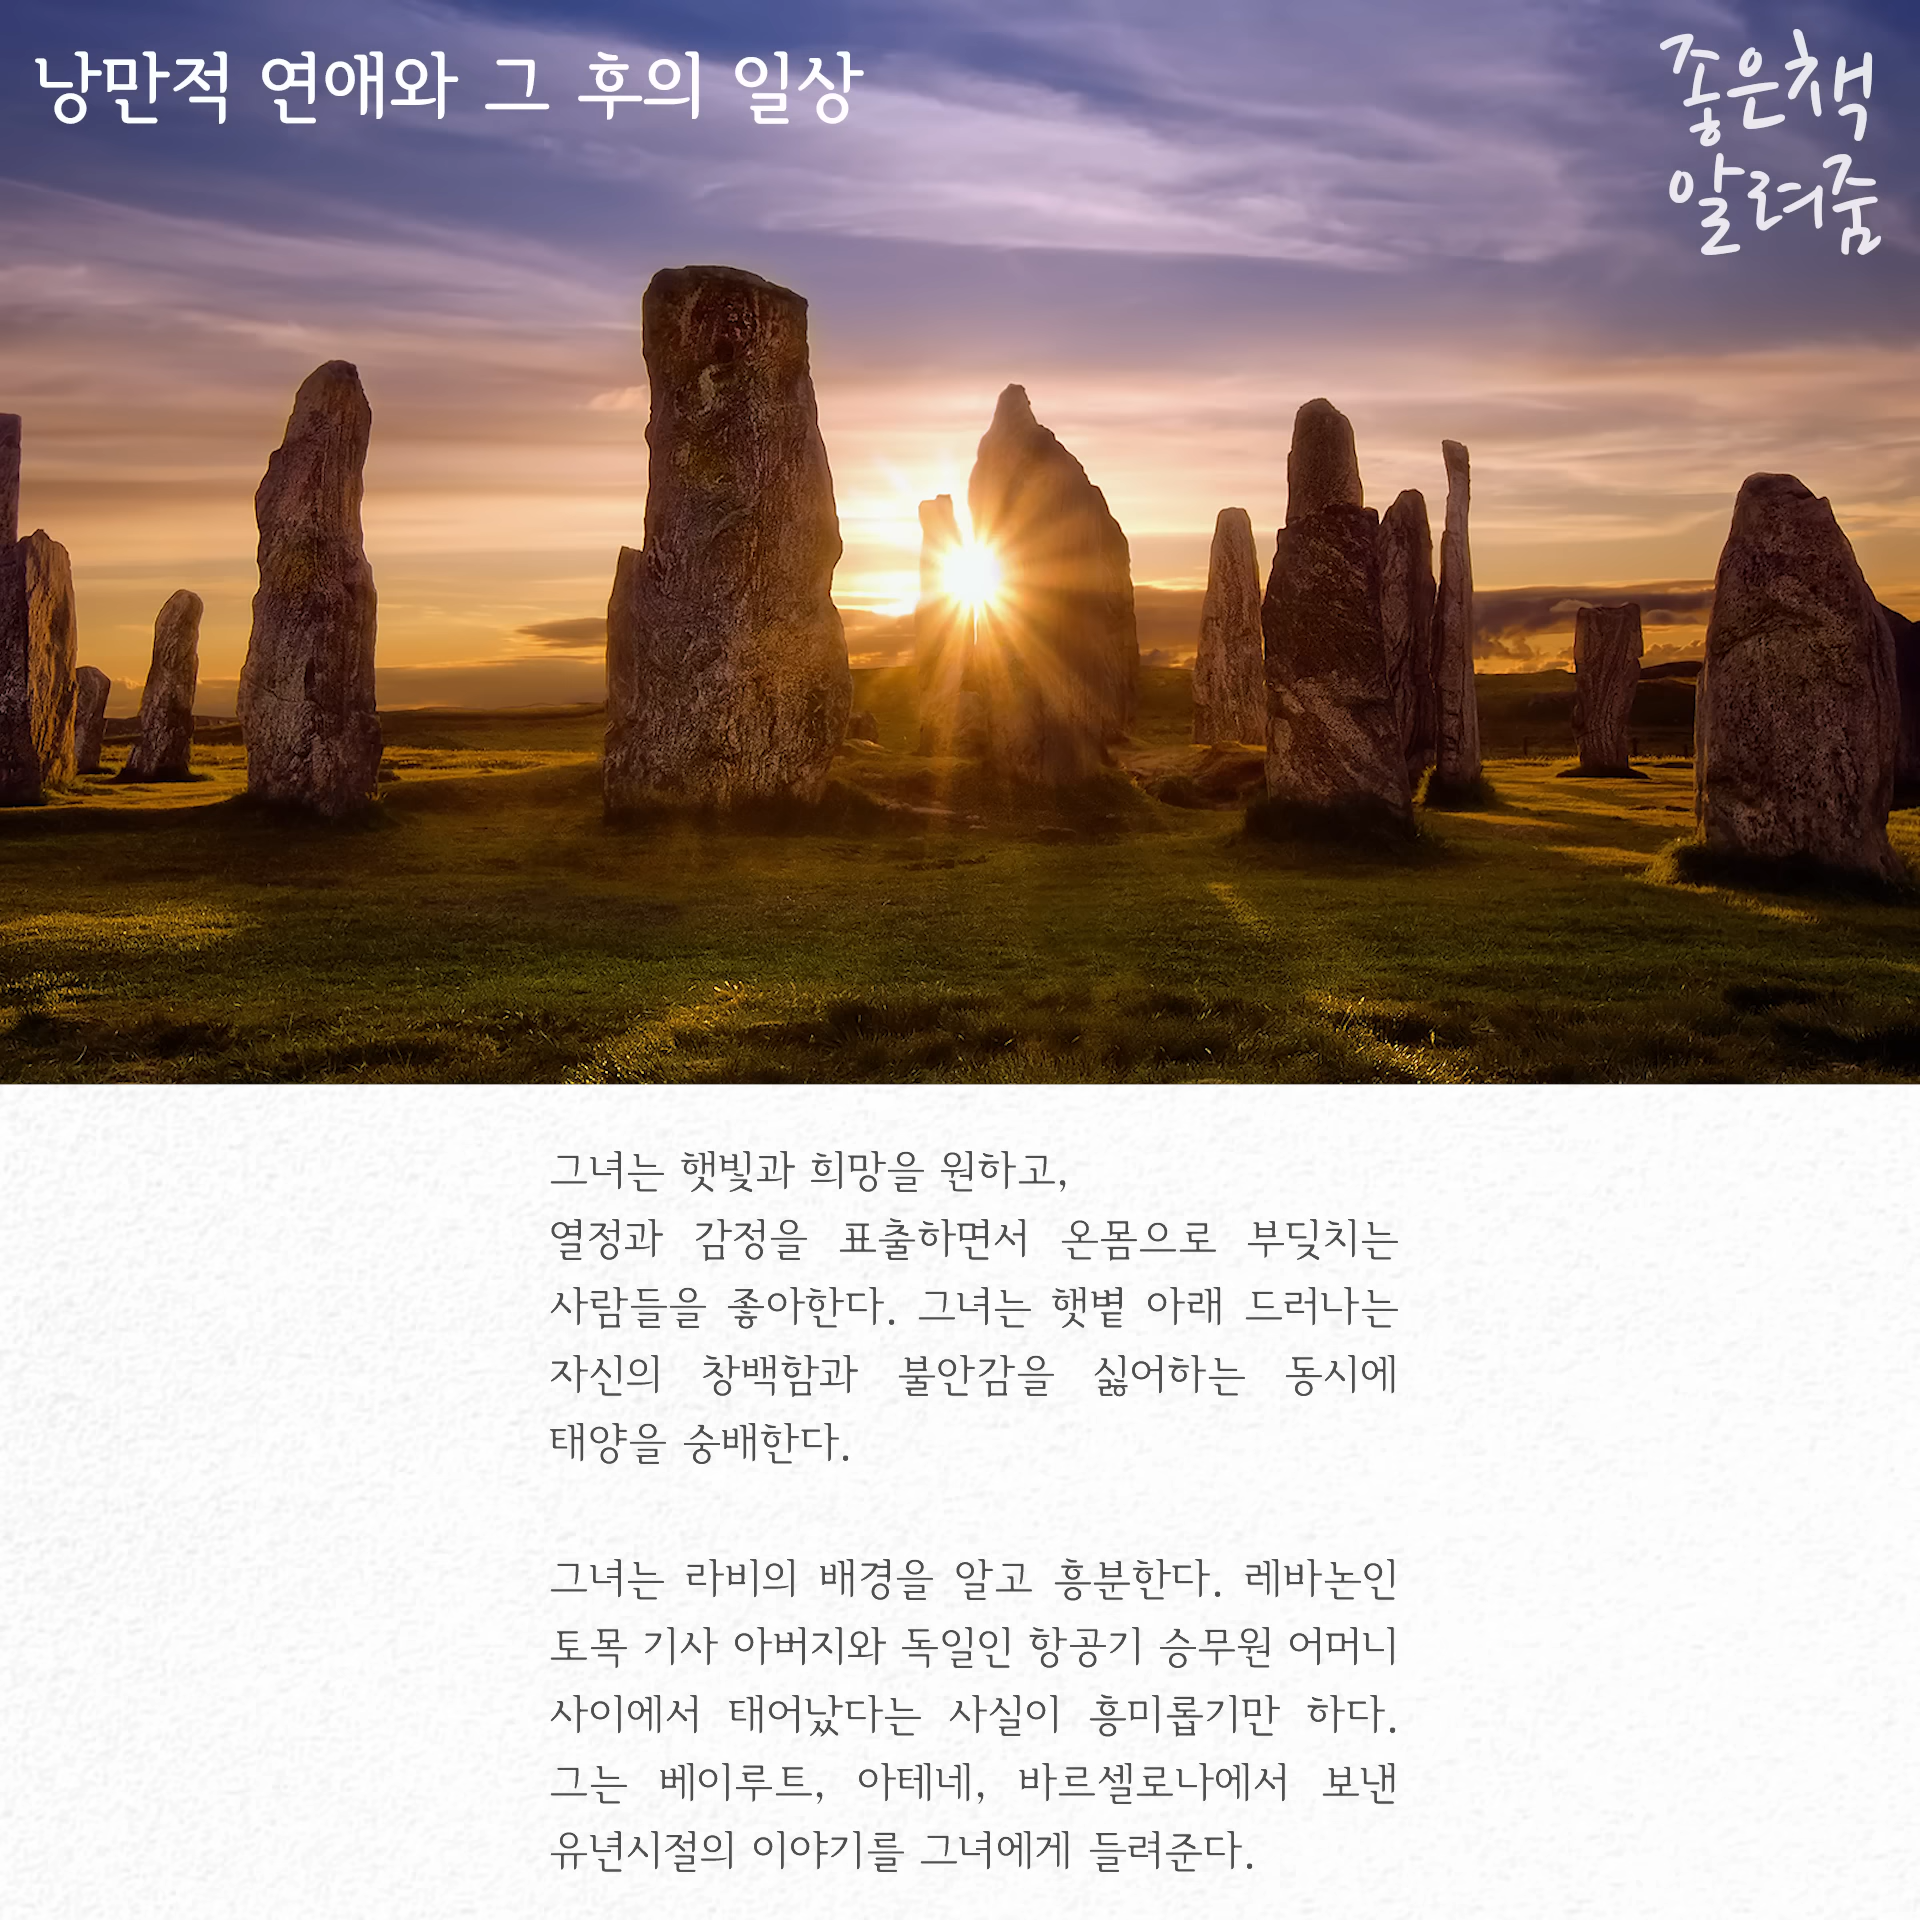 낭만적 연애와 그 후의 일상
좋은책
알려줌
그녀는 햇빛과 희망을 원하고,
열정과 감정을 표출하면서 온몸으로 부딪치는
사람들을 좋아한다. 그녀는 햇볕 아래 드러나는
자신의 창백함과 불안감을 싫어하는 동시에
태양을 숭배한다.
그녀는 라비의 배경을 알고 흥분한다. 레바논인
토목 기사 아버지와 독일인 항공기 승무원 어머니
사이에서 태어났다는 사실이 흥미롭기만 하다.
그는 베이루트, 아테네, 바르셀로나에서 보낸
유년시절의 이야기를 그녀에게 들려준다.